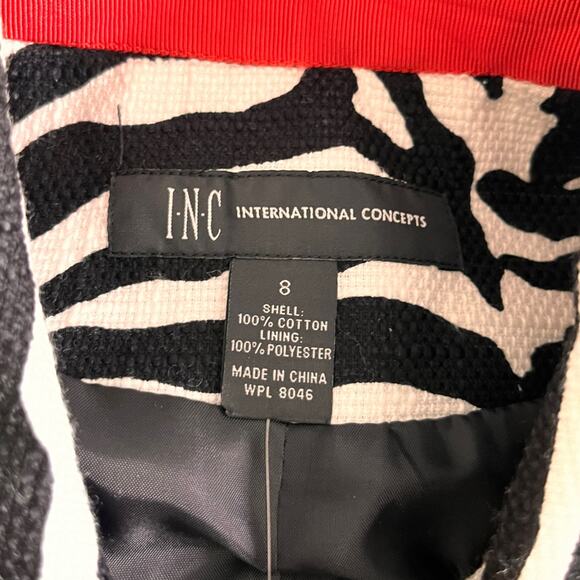 I·N·C INTERNATIONAL CONCEPTS
8
SHELL:
100% COTTON
LINING:
100% POLYESTER
MADE IN CHINA
WPL 8046